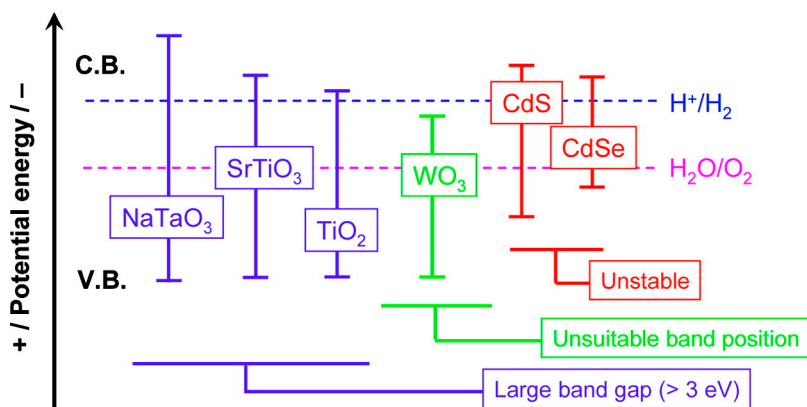 + / Potential energy / –
C.B.
V.B.
H⁺/H₂
H₂O/O₂
NaTaO₃
SrTiO₃
TiO₂
WO₃
CdS
CdSe
Unstable
Unsuitable band position
Large band gap (> 3 eV)